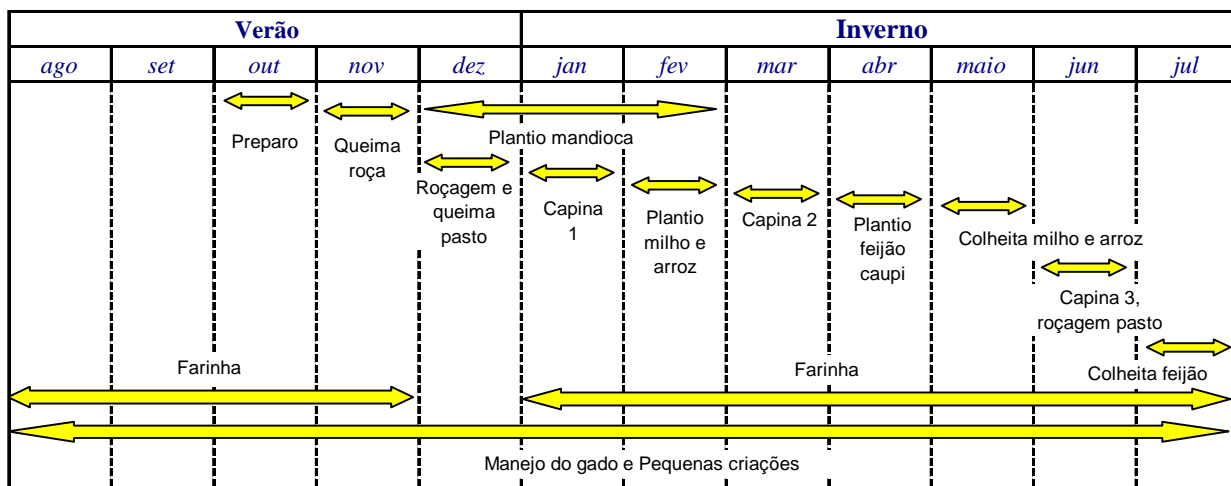 Verão
Inverno
ago
set
out
nov
dez
jan
fev
mar
abr
maio
jun
jul
Preparo
Queima
roça
Plantio mandioca
Roçagem e
queima
pasto
Capina
1
Plantio
milho e
arroz
Capina 2
Plantio
feijão
caupi
Colheita milho e arroz
Capina 3,
roçagem pasto
Colheita feijão
Farinha
Farinha
Manejo do gado e Pequenas criações